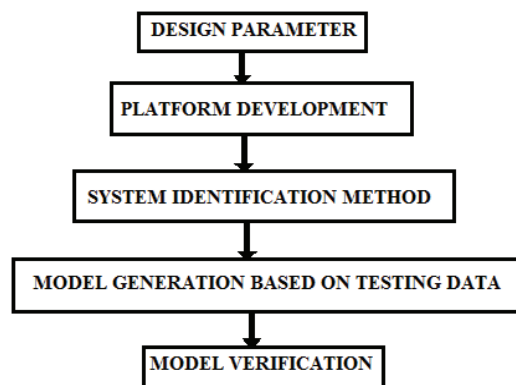 DESIGN PARAMETER
PLATFORM DEVELOPMENT
SYSTEM IDENTIFICATION METHOD
MODEL GENERATION BASED ON TESTING DATA
MODEL VERIFICATION